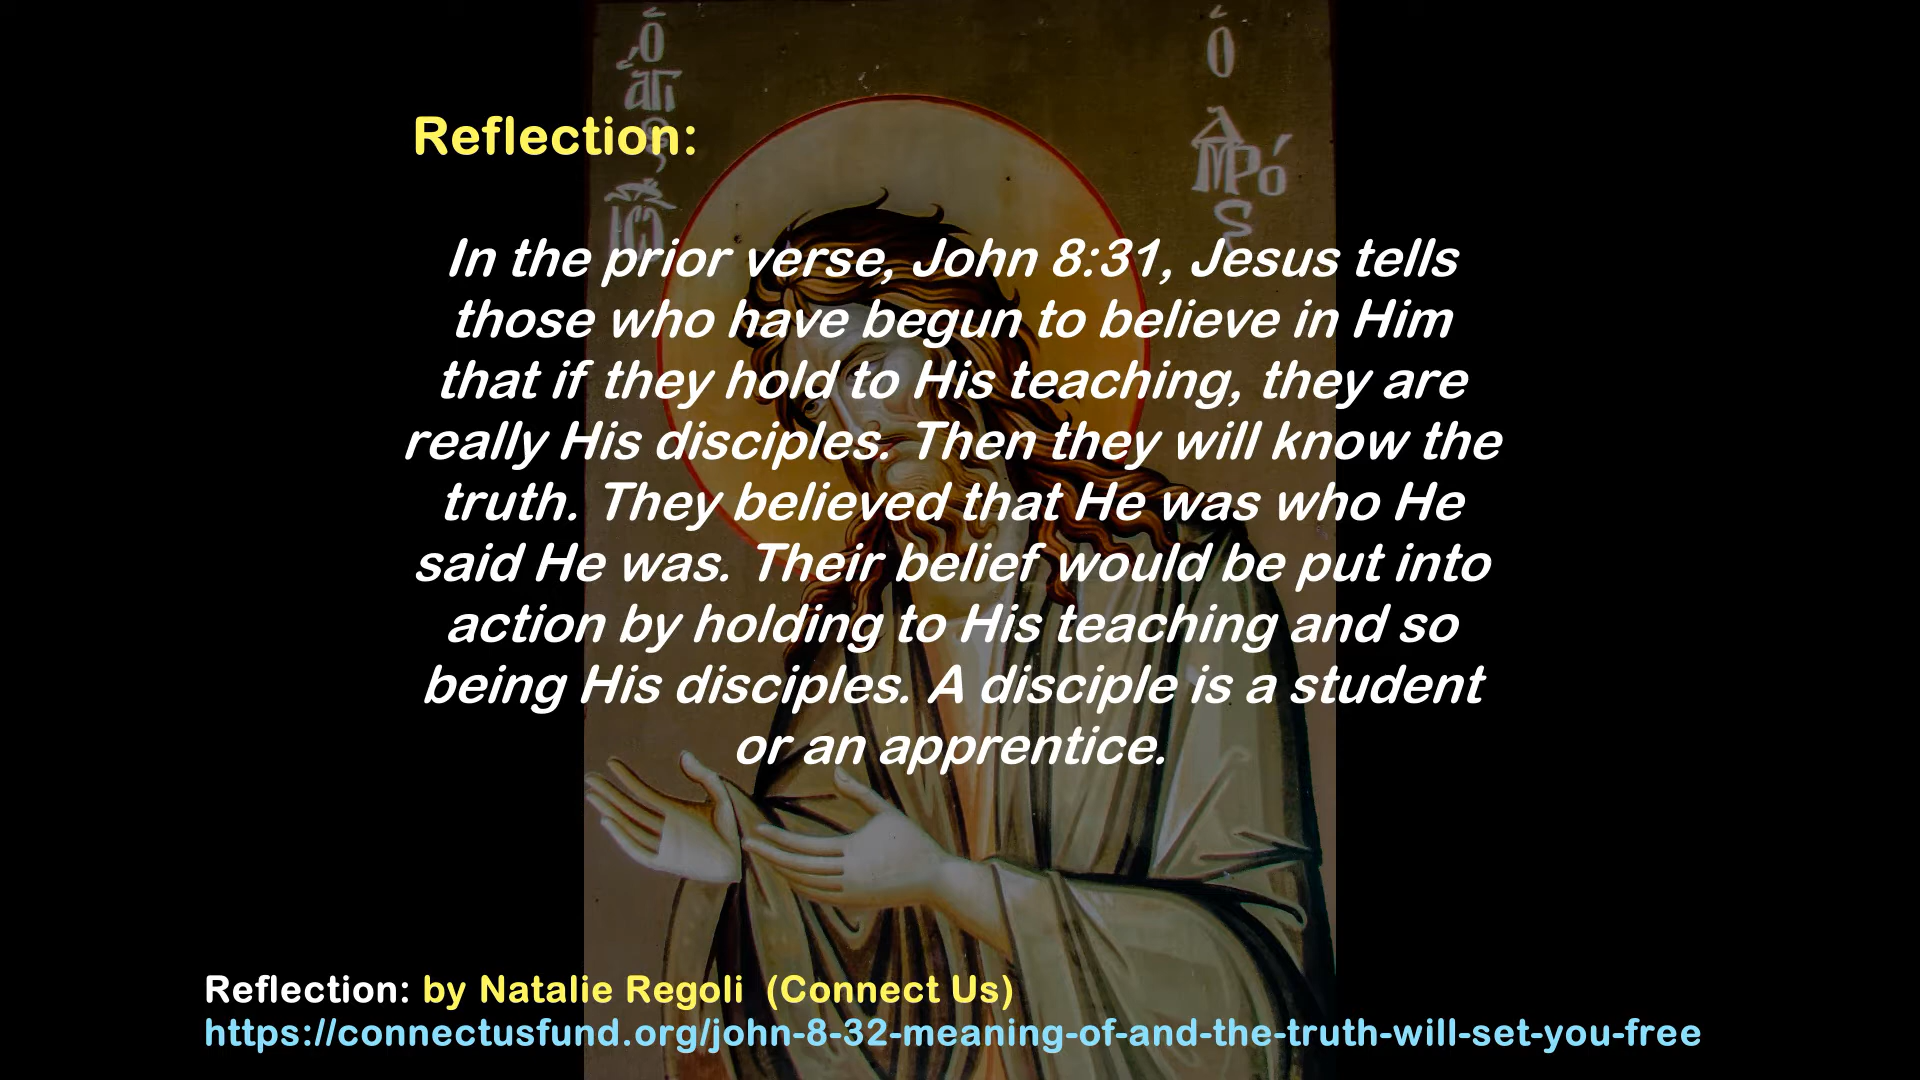 Reflection:
In the prior verse, John 8:31, Jesus tells
those who have begun to believe in Him
that if they hold to His teaching, they are
really His disciples. Then they will know the
truth. They believed that He was who He
said He was. Their belief would be put into
action by holding to His teaching and so
being His disciples. A disciple is a student
or an apprentice.
Reflection: by Natalie Regoli (Connect Us)
https://connectusfund.org/john-8-32-meaning-of-and-the-truth-will-set-you-free